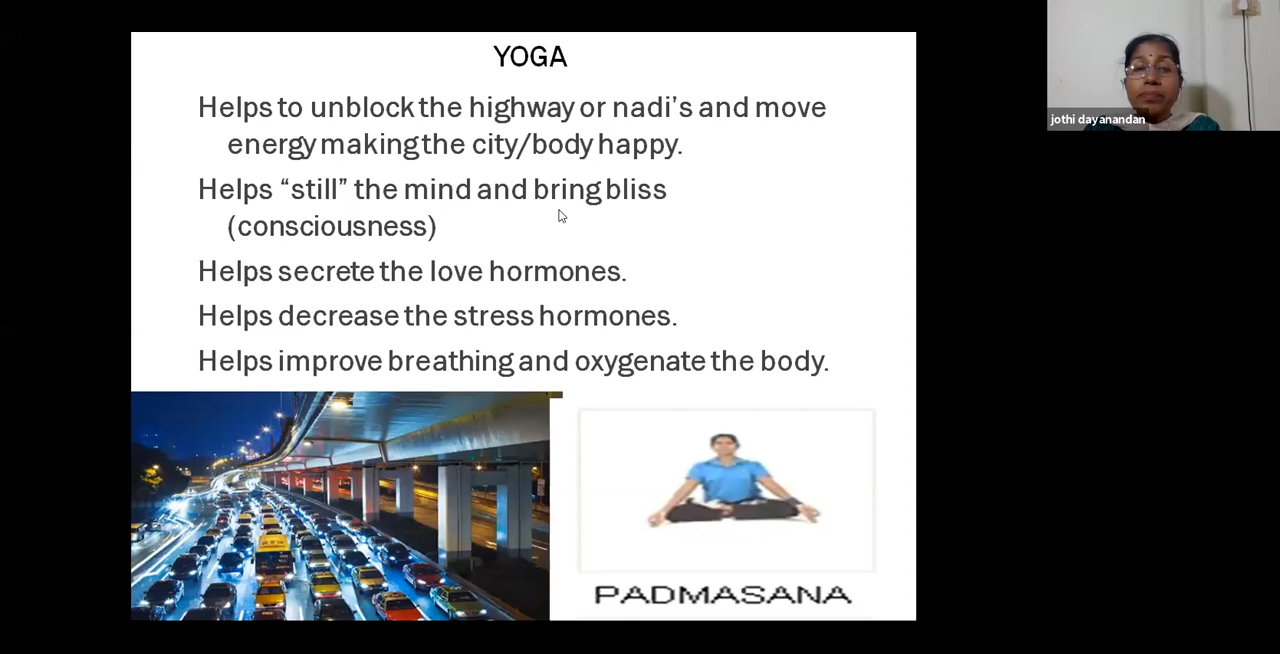 YOGA
Helps to unblock the highway or nadi’s and move
energy making the city/body happy.
Helps “still” the mind and bring bliss
(consciousness)
Helps secrete the love hormones.
Helps decrease the stress hormones.
Helps improve breathing and oxygenate the body.
PADMASANA
jothi dayanandan